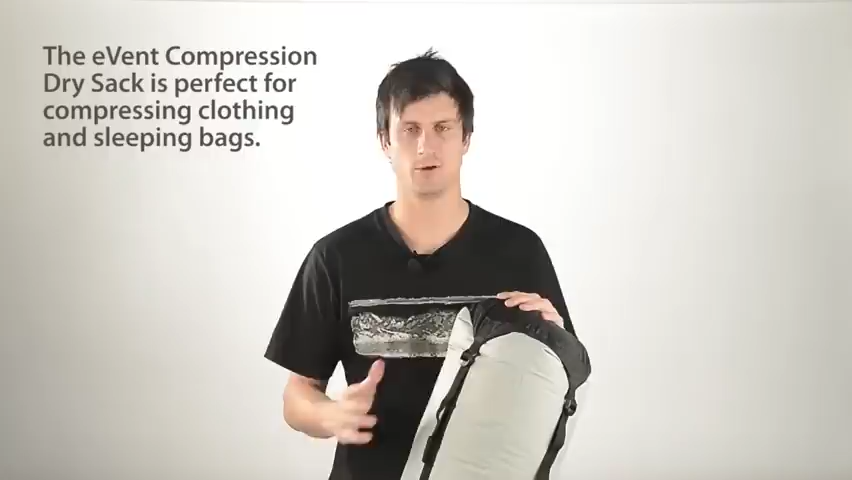 The eVent Compression
Dry Sack is perfect for
compressing clothing
and sleeping bags.